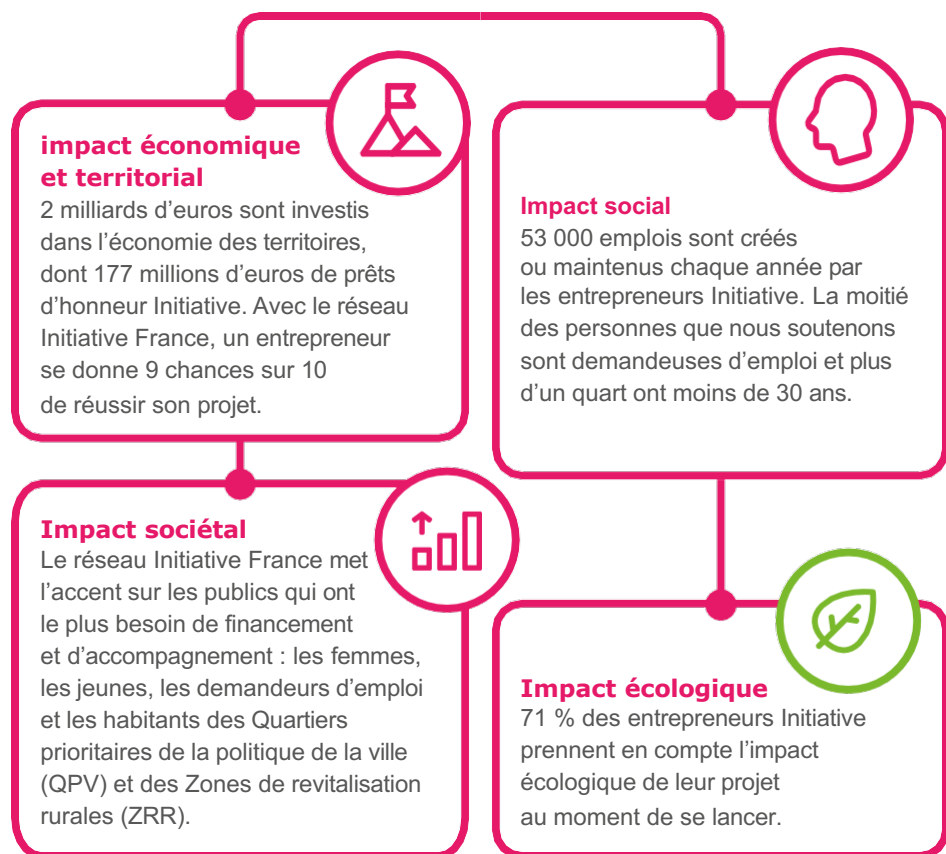 impact économique
et territorial
2 milliards d’euros sont investis
dans l’économie des territoires,
dont 177 millions d’euros de prêts
d’honneur Initiative. Avec le réseau
Initiative France, un entrepreneur
se donne 9 chances sur 10
de réussir son projet.
Impact social
53 000 emplois sont créés
ou maintenus chaque année par
les entrepreneurs Initiative. La moitié
des personnes que nous soutenons
sont demandeuses d’emploi et plus
d’un quart ont moins de 30 ans.
Impact sociétal
Le réseau Initiative France met
l’accent sur les publics qui ont
le plus besoin de financement
et d’accompagnement : les femmes,
les jeunes, les demandeurs d’emploi
et les habitants des Quartiers
prioritaires de la politique de la ville
(QPV) et des Zones de revitalisation
rurales (ZRR).
Impact écologique
71 % des entrepreneurs Initiative
prennent en compte l’impact
écologique de leur projet
au moment de se lancer.